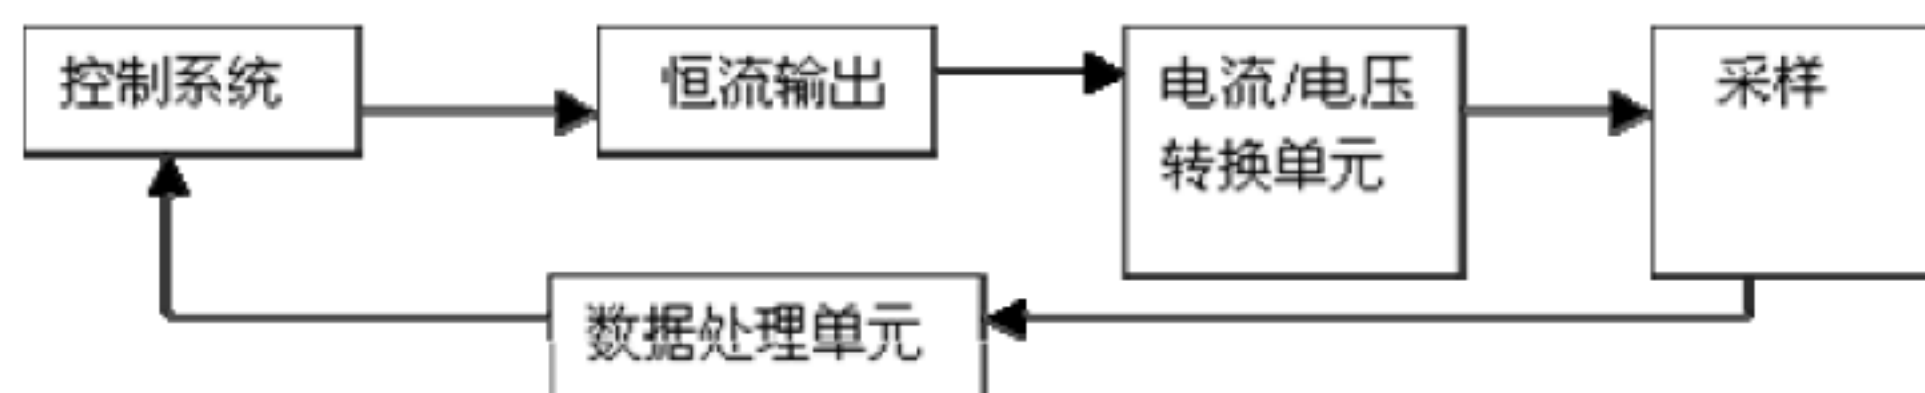 控制系统
恒流输出
电流/电压
转换单元
采样
数据处理单元